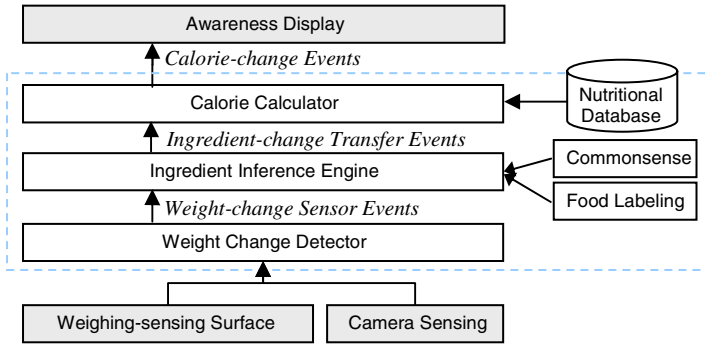 Awareness Display
Calorie-change Events
Calorie Calculator
Nutritional
Database
Ingredient-change Transfer Events
Commonsense
Ingredient Inference Engine
Food Labeling
Weight-change Sensor Events
Weight Change Detector
Weighing-sensing Surface
Camera Sensing